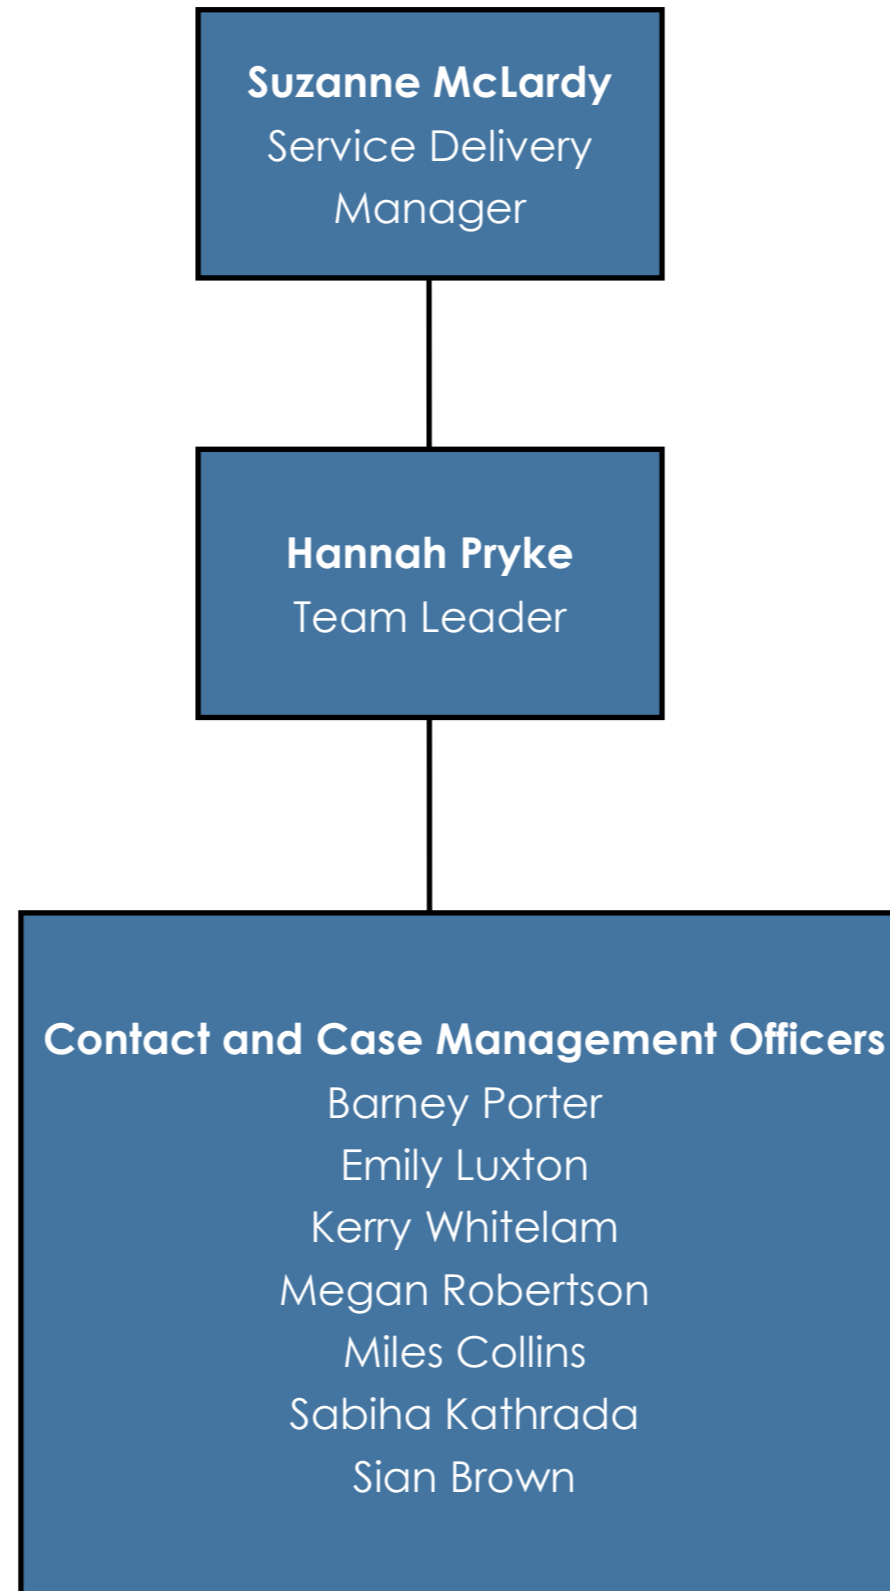 Suzanne McLardy
Service Delivery
Manager
Hannah Pryke
Team Leader
Contact and Case Management Officers
Barney Porter
Emily Luxton
Kerry Whitelam
Megan Robertson
Miles Collins
Sabiha Kathrada
Sian Brown